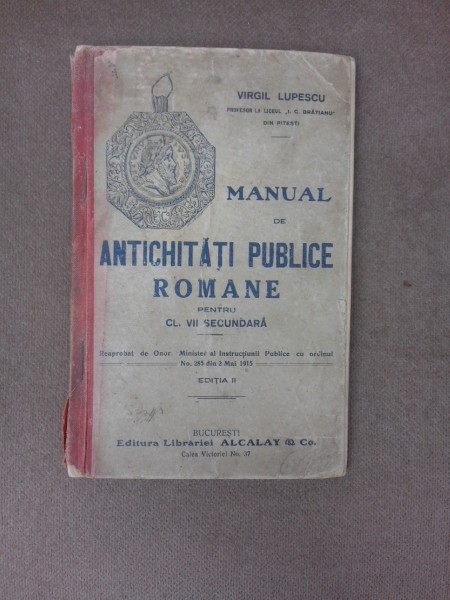 VIRGIL LUPESCU
PROFESOR LA LICEUL „I. C. BRĂTIANU"
DIN PITEȘTI
MANUAL
DE
ANTICHITĂȚI PUBLICE
ROMANE
PENTRU
CL. VII SECUNDARĂ
Reaprobat de Onor. Minister al Instrucțiunii Publice cu ordinul
No. 285 din 2 Mai 1915
EDIȚIA II
BUCUREȘTI
Editura Librăriei ALCALAY & Co.
Calea Victoriei No. 37